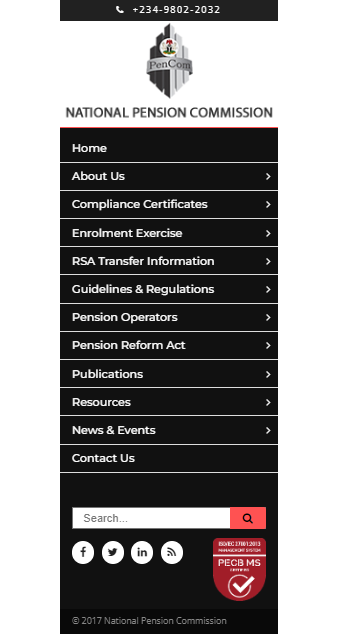 +234-9802-2032
PenCom
NATIONAL PENSION COMMISSION
Home
About Us
Compliance Certificates
Enrolment Exercise
RSA Transfer Information
Guidelines & Regulations
Pension Operators
Pension Reform Act
Publications
Resources
News & Events
Contact Us
Search...
ISO/IEC 27001:2013
MANAGEMENT SYSTEM
PECB MS
CERTIFIED
© 2017 National Pension Commission